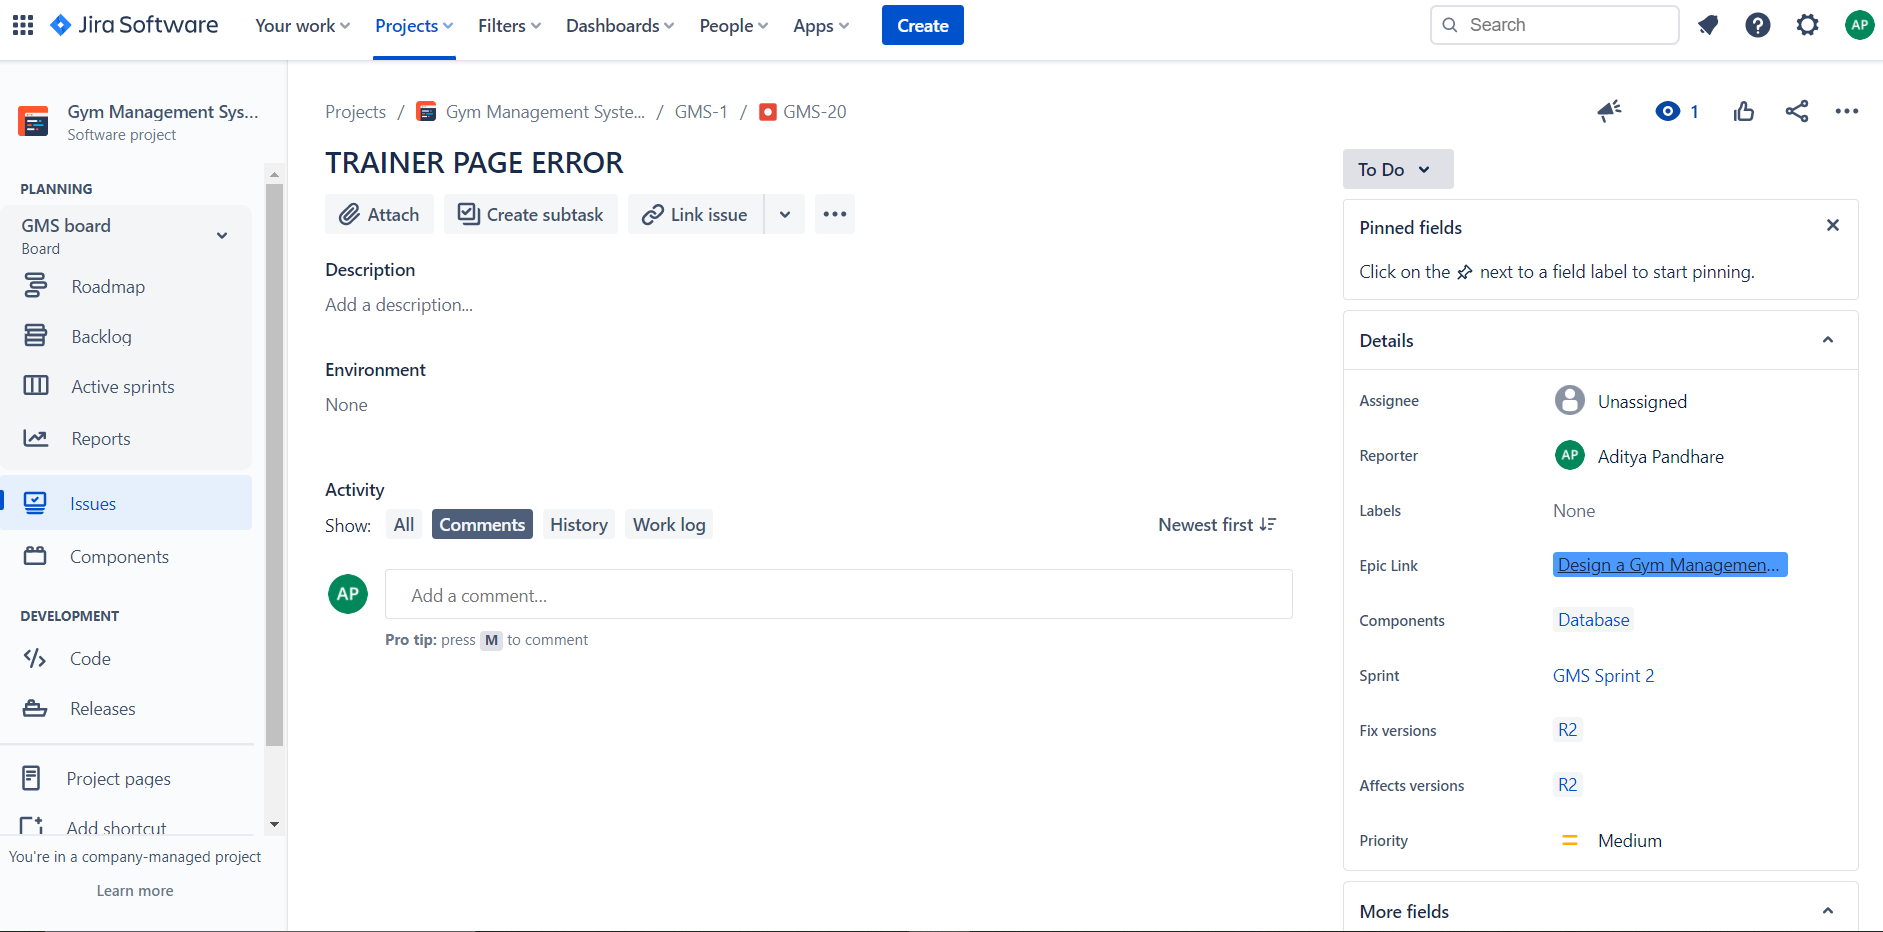 Jira Software
Your work
Projects
Filters
Dashboards
People
Apps
Create
Search
AP
Gym Management Sys...
Software project
PLANNING
GMS board
Board
Roadmap
Backlog
Active sprints
Reports
Issues
Components
DEVELOPMENT
Code
Releases
Project pages
Add shortcut
You're in a company-managed project
Learn more
Projects / Gym Management Syste... / GMS-1 / GMS-20
1
TRAINER PAGE ERROR
Attach
Create subtask
Link issue
Description
Add a description...
Environment
None
Activity
Show: All Comments History Work log
Newest first
AP
Add a comment...
Pro tip: press M to comment
To Do
Pinned fields
Click on the next to a field label to start pinning.
Details
Assignee Unassigned
Reporter AP Aditya Pandhare
Labels None
Epic Link Design a Gym Managemen...
Components Database
Sprint GMS Sprint 2
Fix versions R2
Affects versions R2
Priority Medium
More fields